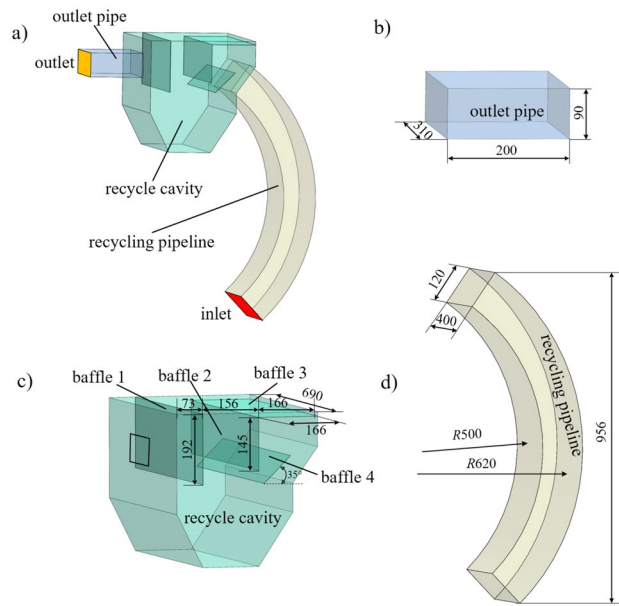 a)
outlet pipe
outlet
recycle cavity
recycling pipeline
inlet
b)
outlet pipe
90
310
200
c)
baffle 1
baffle 2
baffle 3
73
156
166
690
166
192
145
35°
baffle 4
recycle cavity
d)
120
400
recycling pipeline
956
R500
R620